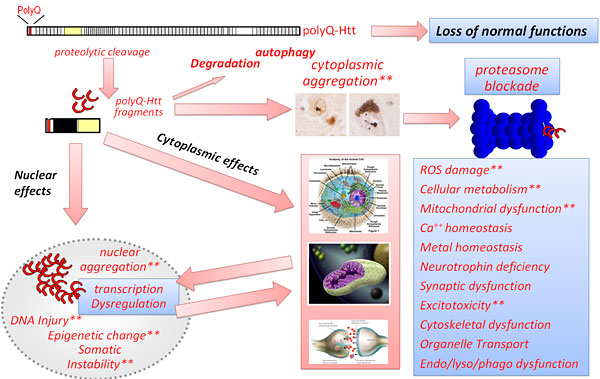 PolyQ
polyQ-Htt
Loss of normal functions
proteolytic cleavage
Degradation
autophagy
cytoplasmic
aggregation**
proteasome
blockade
polyQ-Htt
fragments
Cytoplasmic effects
Nuclear
effects
Anatomy of the Animal Cell
ROS damage**
Cellular metabolism**
Mitochondrial dysfunction**
Ca++ homeostasis
Metal homeostasis
Neurotrophin deficiency
Synaptic dysfunction
Excitotoxicity**
Cytoskeletal dysfunction
Organelle Transport
Endo/lyso/phago dysfunction
nuclear
aggregation**
transcription
Dysregulation
DNA Injury**
Epigenetic change**
Somatic
Instability**